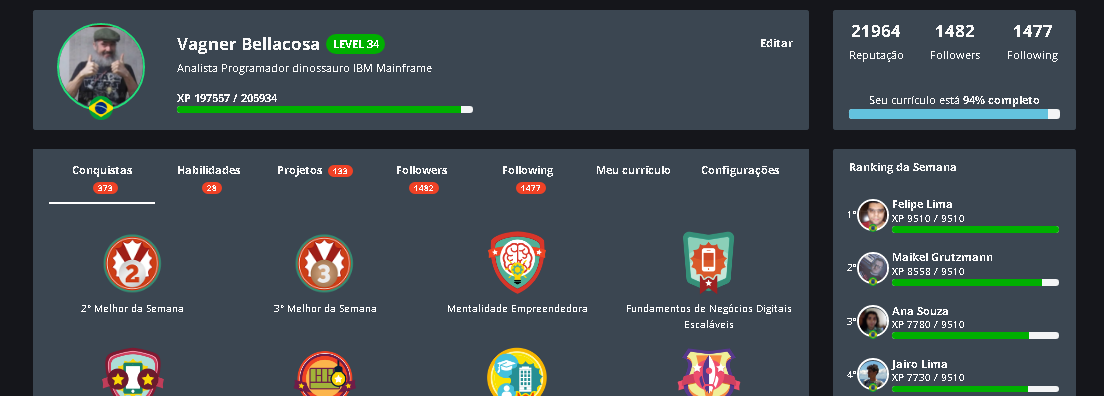 Vagner Bellacosa LEVEL 34
Analista Programador dinossauro IBM Mainframe
XP 197557 / 205934
Editar
21964 1482 1477
Reputação Followers Following
Seu currículo está 94% completo
Conquistas Habilidades Projetos 133 Followers Following Meu currículo Configurações
373 28 1482 1477
2
3
2° Melhor da Semana
3° Melhor da Semana
Mentalidade Empreendedora
Fundamentos de Negócios Digitais
Escaláveis
Ranking da Semana
1° Felipe Lima
XP 9510 / 9510
2° Maikel Grutzmann
XP 8558 / 9510
3° Ana Souza
XP 7780 / 9510
4° Jairo Lima
XP 7730 / 9510